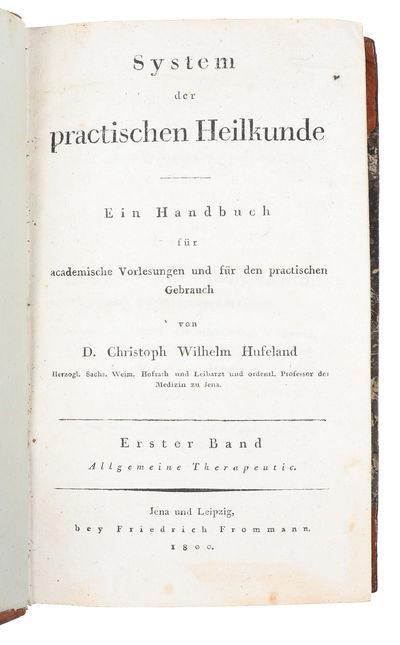 System
der
practischen Heilkunde
Ein Handbuch
für
academische Vorlesungen und für den practischen
Gebrauch
von
D. Christoph Wilhelm Hufeland
Herzogl. Sachs. Weim. Hofrath und Leibarzt und ordentl. Professor der
Medizin zu Jena.
Erster Band
Allgemeine Therapeutic.
Jena und Leipzig,
bey Friedrich Frommann.
1800.